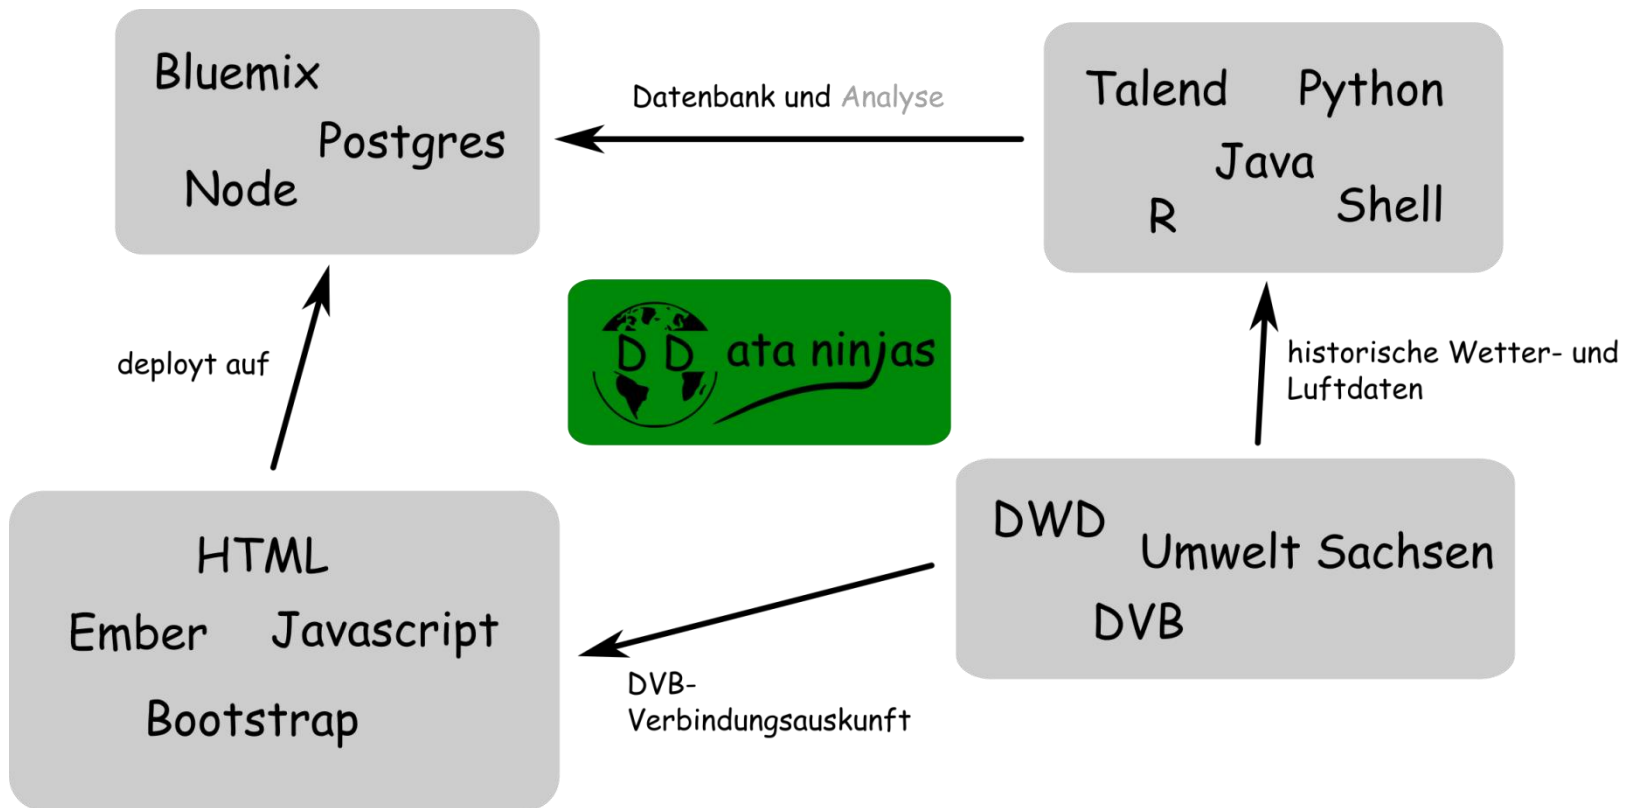 Bluemix
Postgres
Node
Datenbank und Analyse
Talend Python
Java
Shell
R
deployt auf
D D ata ninjas
historische Wetter- und
Luftdaten
HTML
Ember Javascript
Bootstrap
DVB-
Verbindungsauskunft
DWD
Umwelt Sachsen
DVB